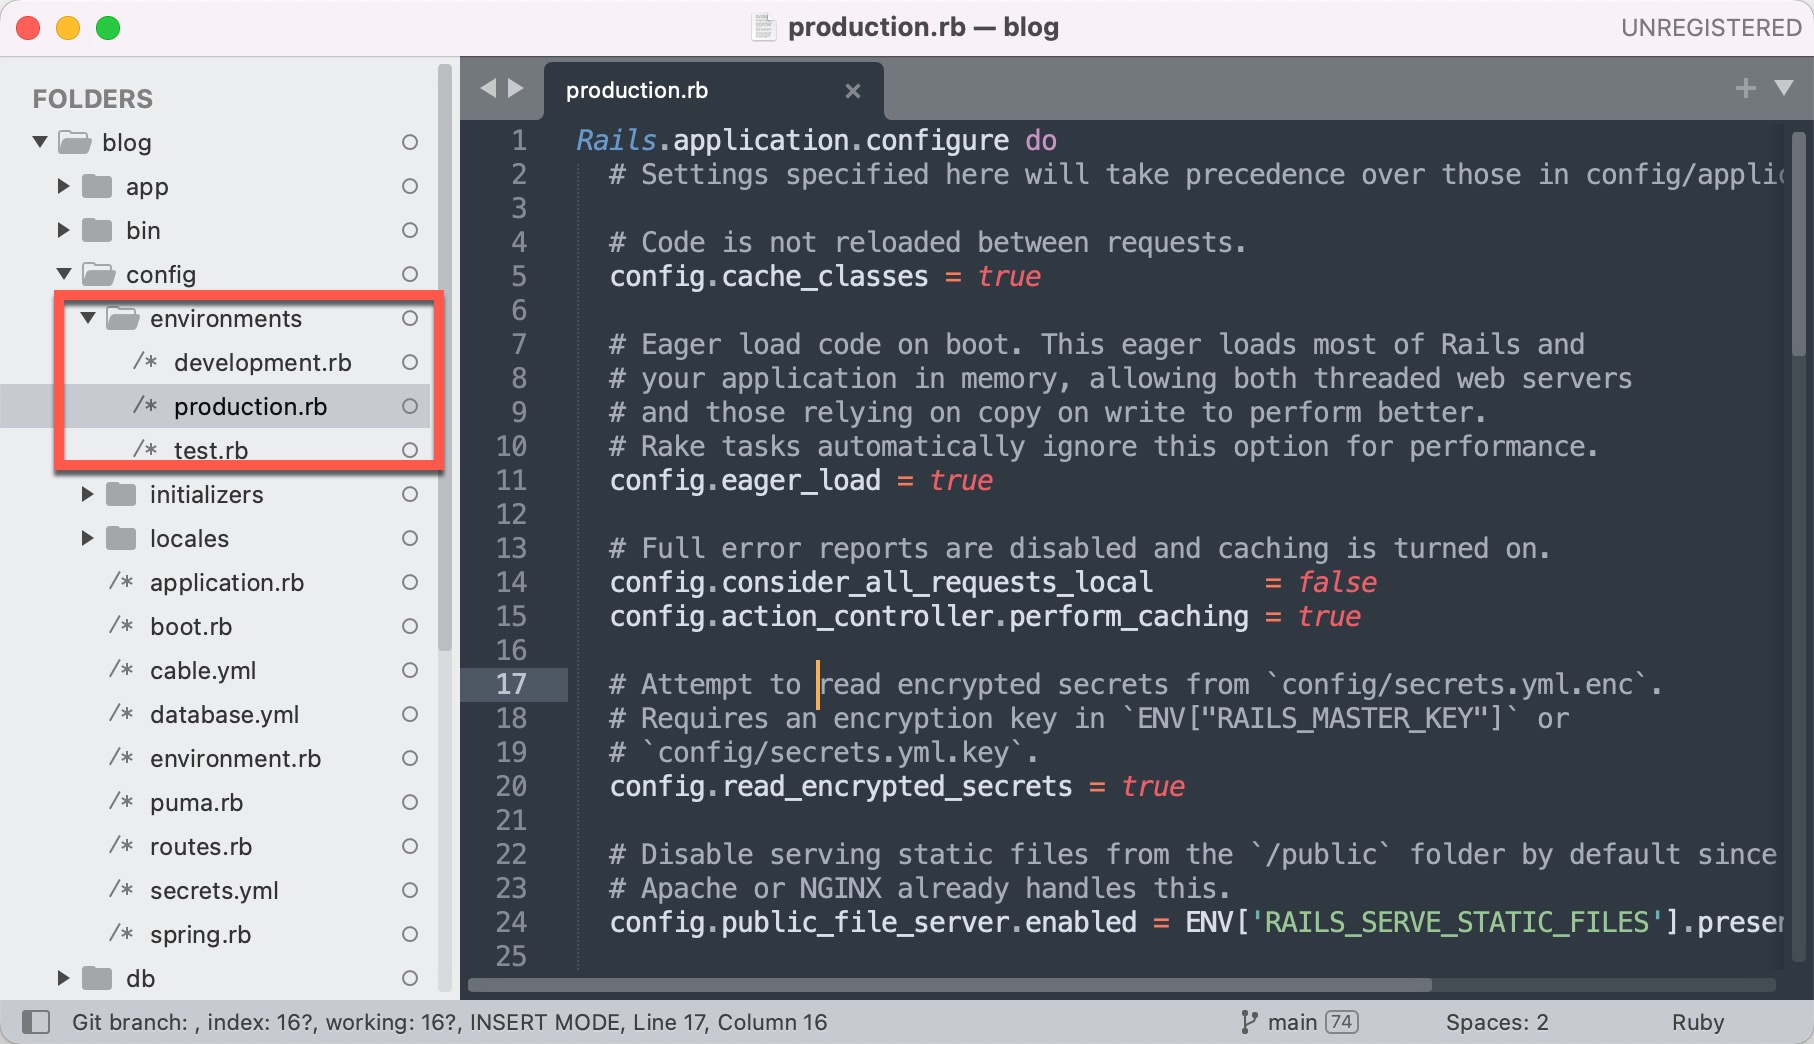 production.rb — blog
UNREGISTERED
FOLDERS
blog
app
bin
config
environments
/* development.rb
/* production.rb
/* test.rb
initializers
locales
/* application.rb
/* boot.rb
/* cable.yml
/* database.yml
/* environment.rb
/* puma.rb
/* routes.rb
/* secrets.yml
/* spring.rb
db
production.rb
1 Rails.application.configure do
2 # Settings specified here will take precedence over those in config/applic
3
4 # Code is not reloaded between requests.
5 config.cache_classes = true
6
7 # Eager load code on boot. This eager loads most of Rails and
8 # your application in memory, allowing both threaded web servers
9 # and those relying on copy on write to perform better.
10 # Rake tasks automatically ignore this option for performance.
11 config.eager_load = true
12
13 # Full error reports are disabled and caching is turned on.
14 config.consider_all_requests_local       = false
15 config.action_controller.perform_caching = true
16
17 # Attempt to read encrypted secrets from `config/secrets.yml.enc`.
18 # Requires an encryption key in `ENV["RAILS_MASTER_KEY"]` or
19 # `config/secrets.yml.key`.
20 config.read_encrypted_secrets = true
21
22 # Disable serving static files from the `/public` folder by default since
23 # Apache or NGINX already handles this.
24 config.public_file_server.enabled = ENV['RAILS_SERVE_STATIC_FILES'].presen
25
Git branch: , index: 16?, working: 16?, INSERT MODE, Line 17, Column 16
main 74
Spaces: 2
Ruby